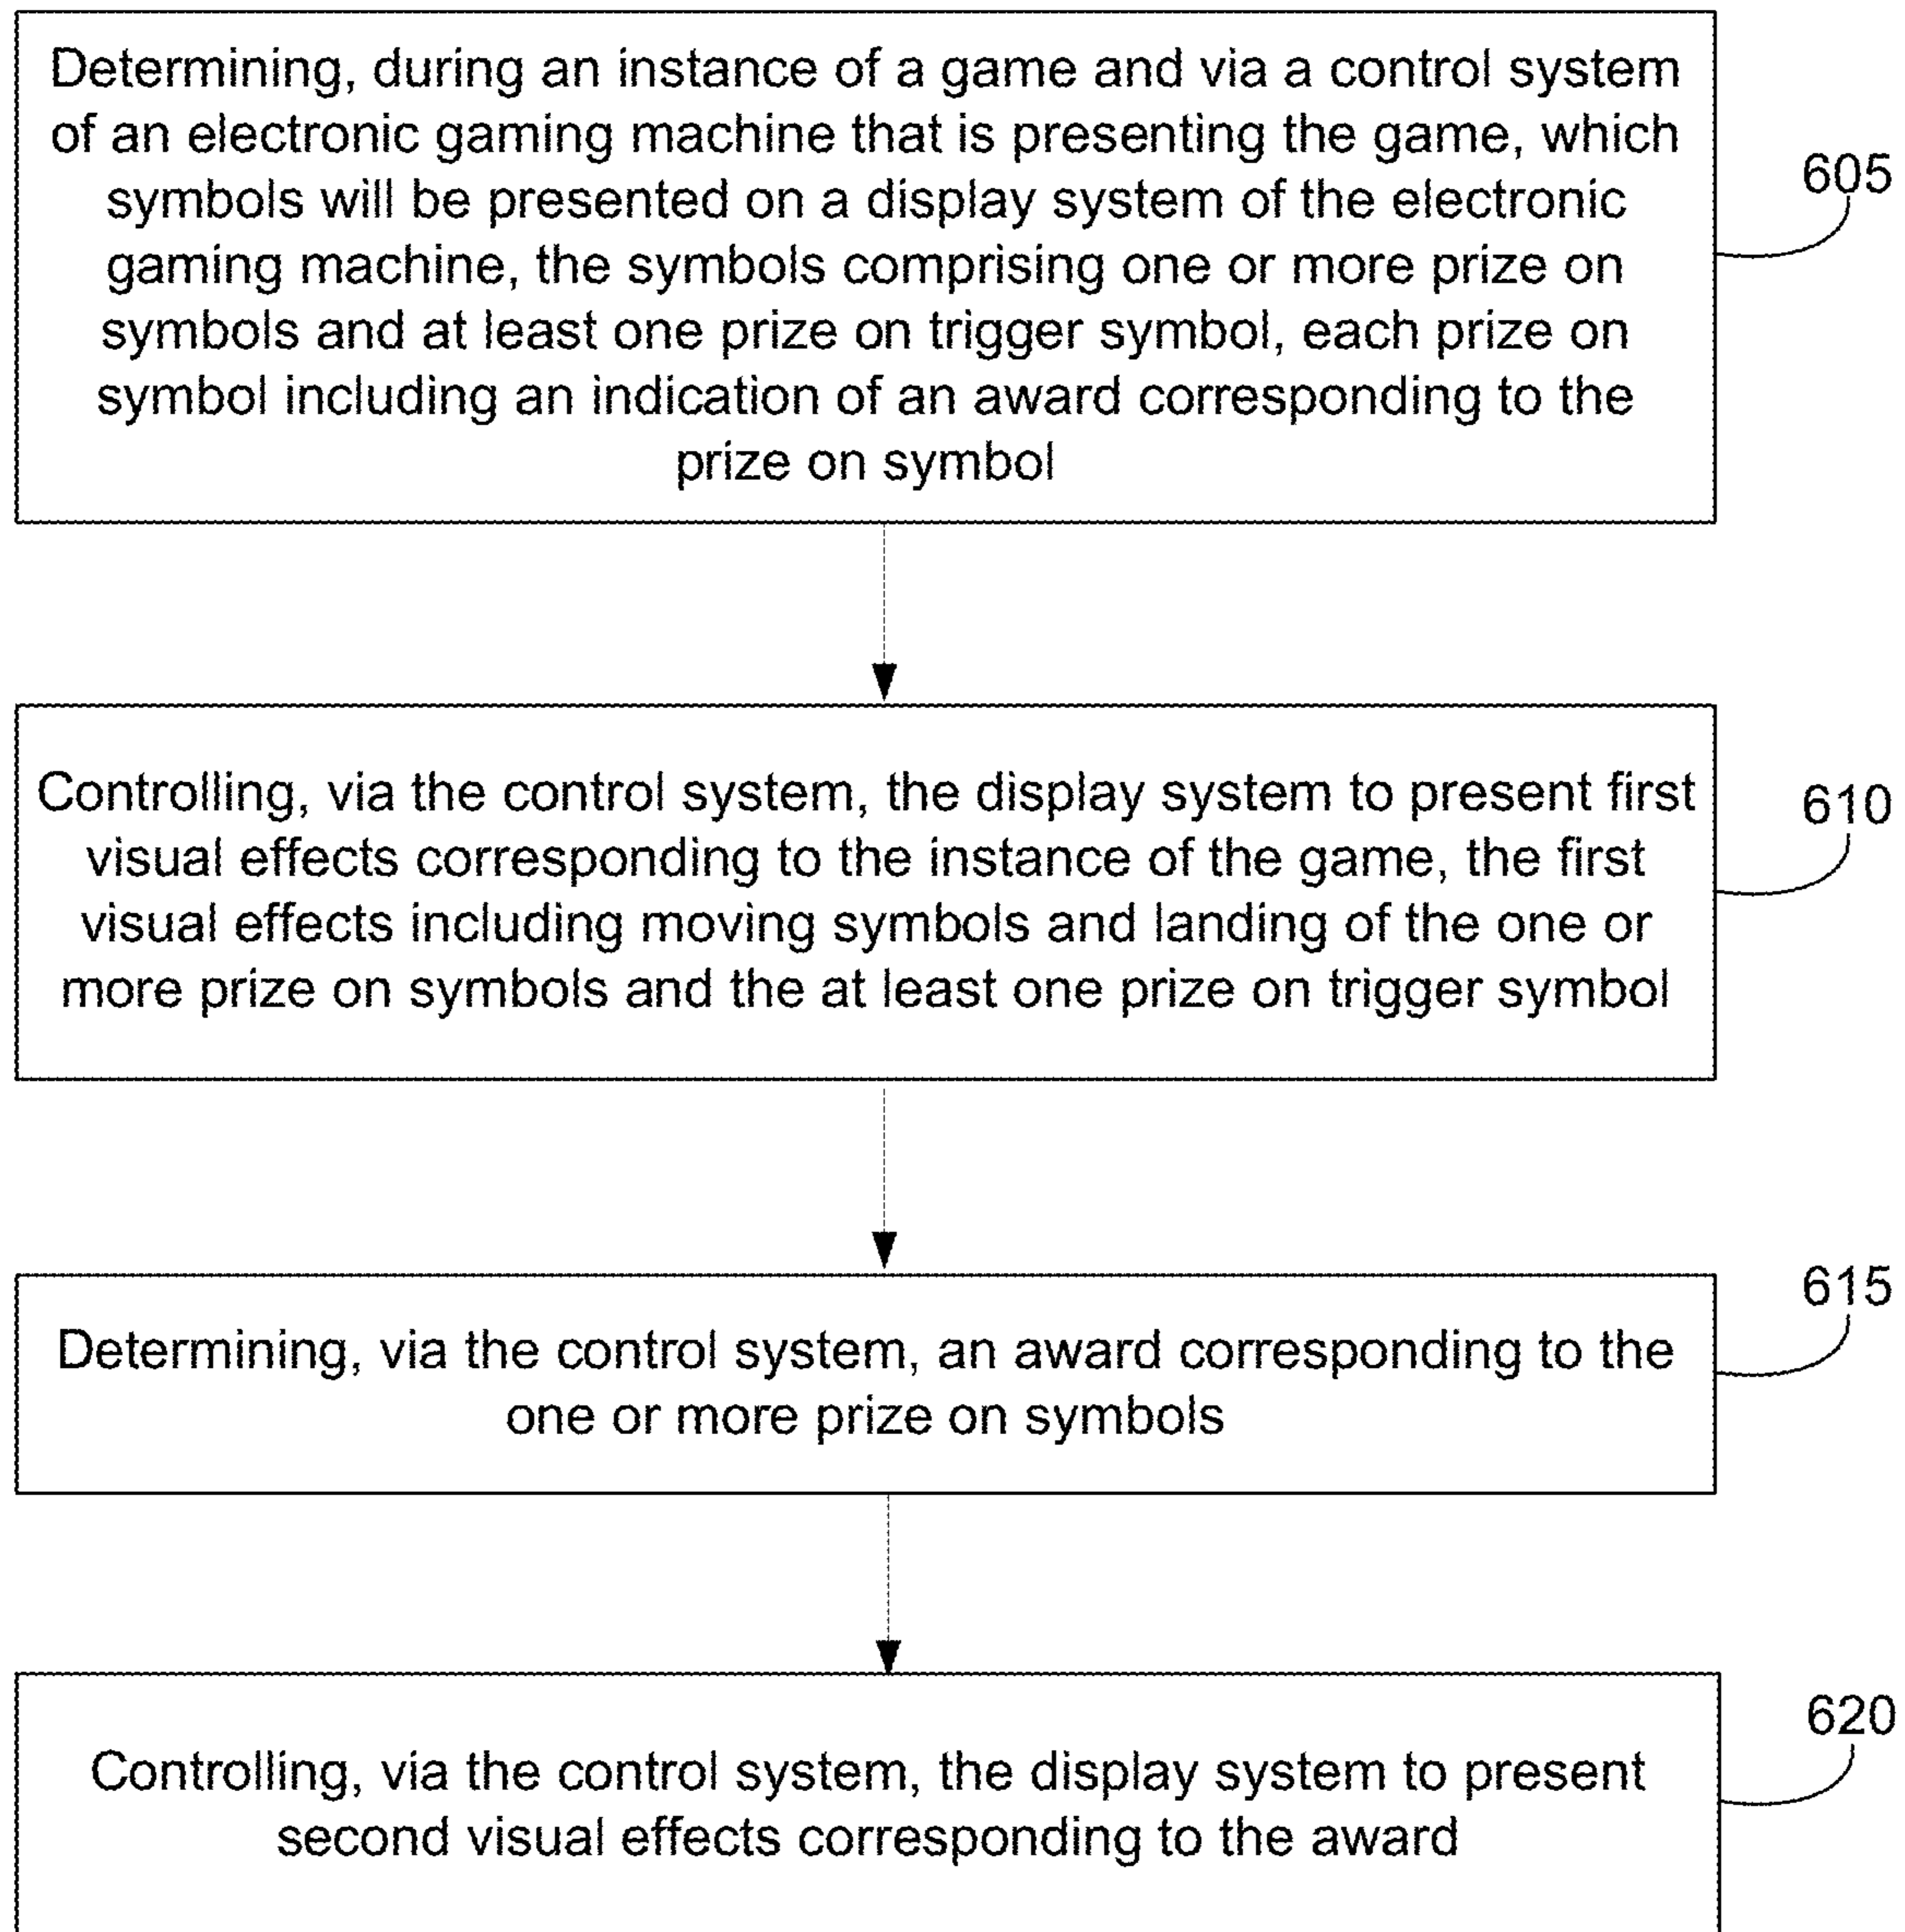 Determining, during an instance of a game and via a control system
of an electronic gaming machine that is presenting the game, which
symbols will be presented on a display system of the electronic
gaming machine, the symbols comprising one or more prize on
symbols and at least one prize on trigger symbol, each prize on
symbol including an indication of an award corresponding to the
prize on symbol
605
Controlling, via the control system, the display system to present first
visual effects corresponding to the instance of the game, the first
visual effects including moving symbols and landing of the one or
more prize on symbols and the at least one prize on trigger symbol
610
Determining, via the control system, an award corresponding to the
one or more prize on symbols
615
Controlling, via the control system, the display system to present
second visual effects corresponding to the award
620